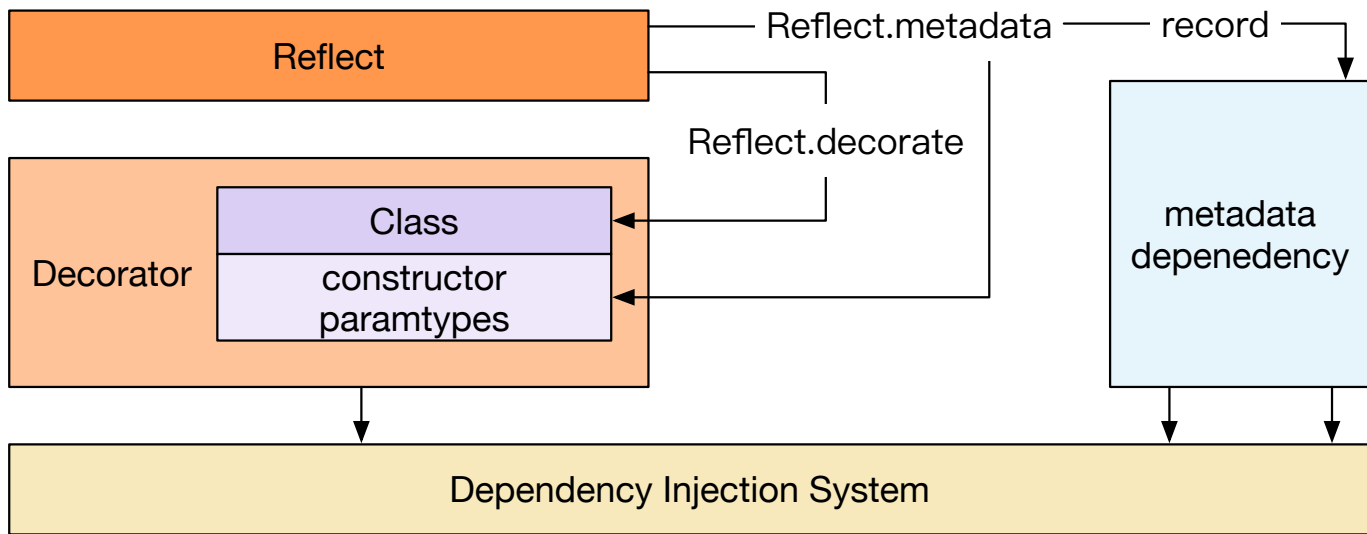 Reflect
Reflect.metadata
record
Reflect.decorate
Decorator
Class
constructor
paramtypes
metadata
depenedency
Dependency Injection System